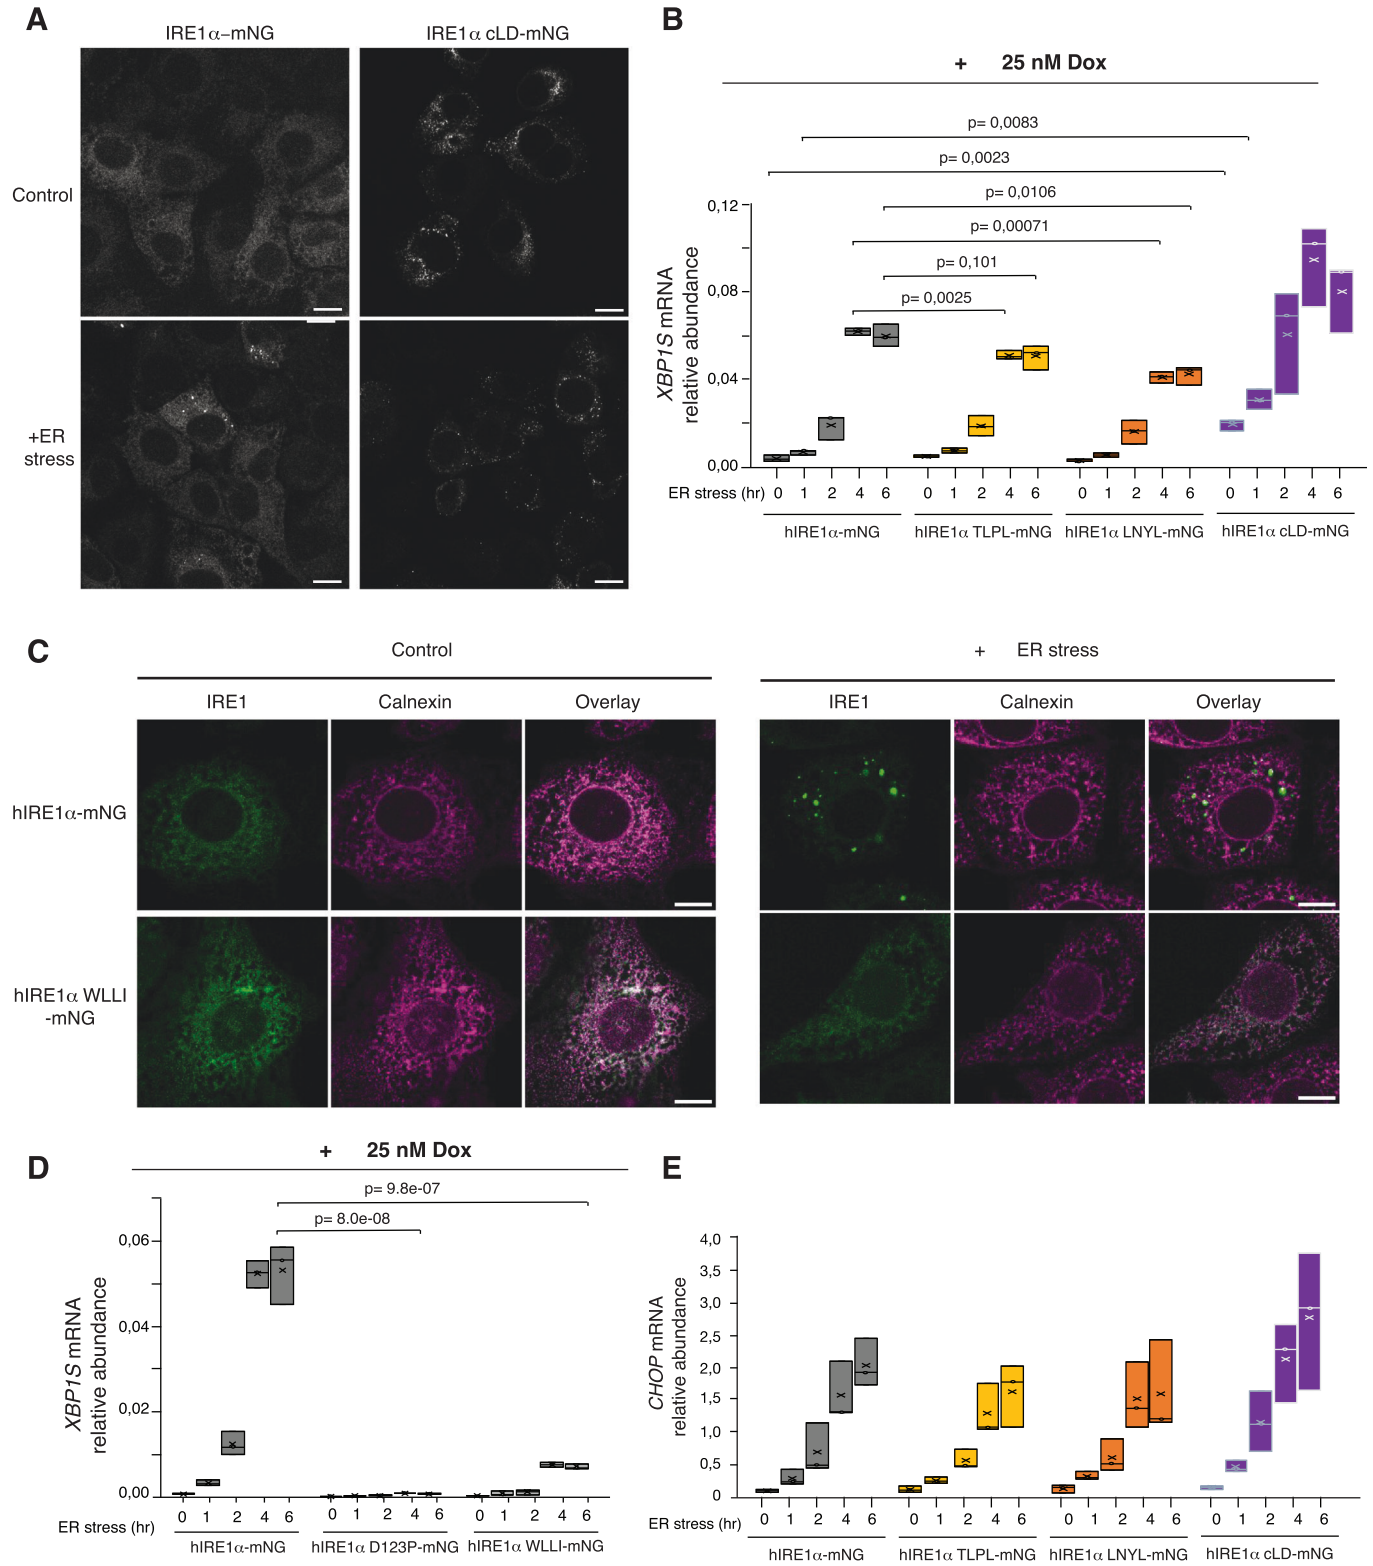 A
IRE1α–mNG
IRE1α cLD-mNG
Control
+ER
stress
B
+ 25 nM Dox
p= 0,0083
p= 0,0023
p= 0,0106
p= 0,00071
p= 0,101
p= 0,0025
XBP1S mRNA
relative abundance
0,12
0,08
0,04
0,00
ER stress (hr) 0 1 2 4 6 0 1 2 4 6 0 1 2 4 6 0 1 2 4 6
hIRE1α-mNG hIRE1α TLPL-mNG hIRE1α LNYL-mNG hIRE1α cLD-mNG
C
Control
+ ER stress
IRE1 Calnexin Overlay IRE1 Calnexin Overlay
hIRE1α-mNG
hIRE1α WLLI
-mNG
D
+ 25 nM Dox
p= 9.8e-07
p= 8.0e-08
XBP1S mRNA
relative abundance
0,06
0,04
0,02
0,00
ER stress (hr) 0 1 2 4 6 0 1 2 4 6 0 1 2 4 6
hIRE1α-mNG hIRE1α D123P-mNG hIRE1α WLLI-mNG
E
CHOP mRNA
relative abundance
4,0
3,5
3,0
2,5
2,0
1,5
1,0
0,5
0
ER stress (hr) 0 1 2 4 6 0 1 2 4 6 0 1 2 4 6 0 1 2 4 6
hIRE1α-mNG hIRE1α TLPL-mNG hIRE1α LNYL-mNG hIRE1α cLD-mNG